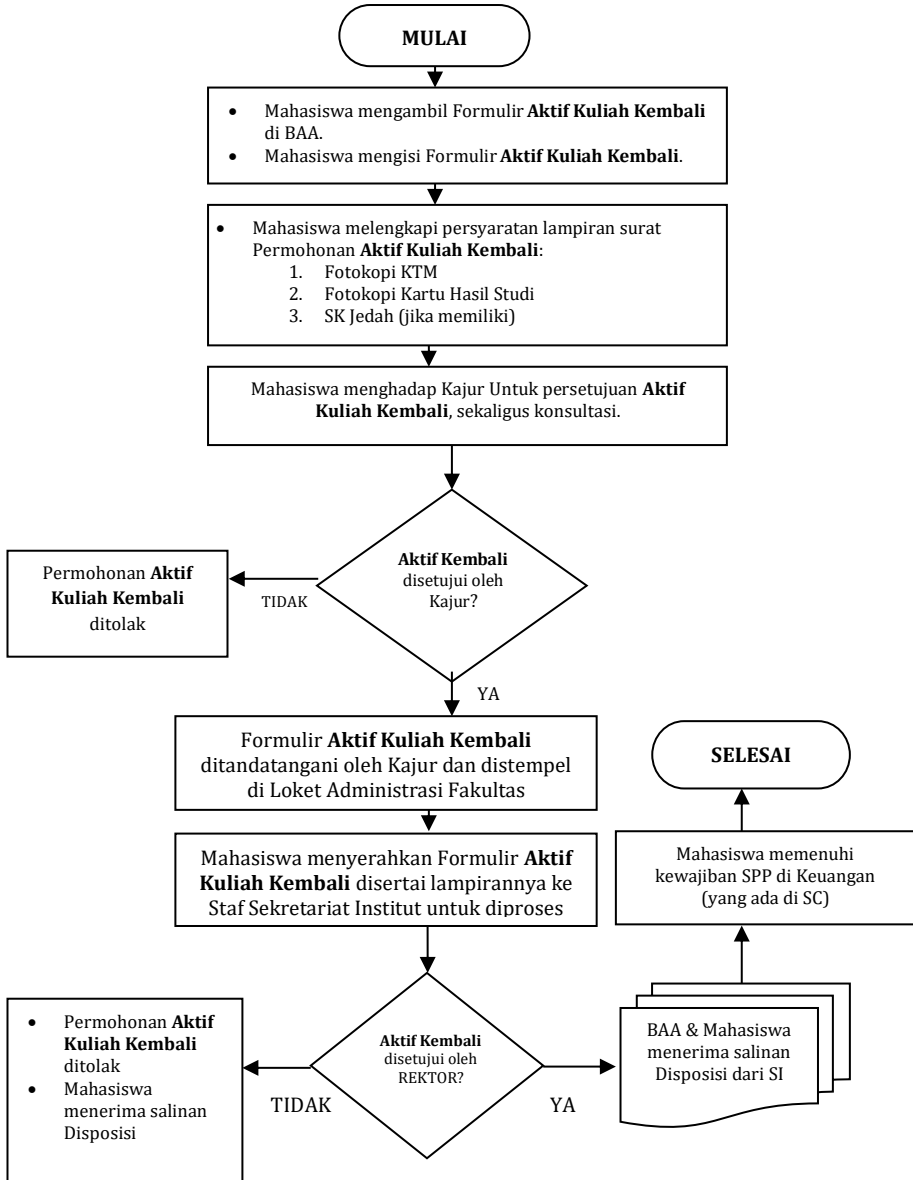 MULAI
• Mahasiswa mengambil Formulir Aktif Kuliah Kembali
di BAA.
• Mahasiswa mengisi Formulir Aktif Kuliah Kembali.
• Mahasiswa melengkapi persyaratan lampiran surat
Permohonan Aktif Kuliah Kembali:
1. Fotokopi KTM
2. Fotokopi Kartu Hasil Studi
3. SK Jedah (jika memiliki)
Mahasiswa menghadap Kajur Untuk persetujuan Aktif
Kuliah Kembali, sekaligus konsultasi.
Aktif Kembali
disetujui oleh
Kajur?
TIDAK
Permohonan Aktif
Kuliah Kembali
ditolak
YA
Formulir Aktif Kuliah Kembali
ditandatangani oleh Kajur dan distempel
di Loket Administrasi Fakultas
Mahasiswa menyerahkan Formulir Aktif
Kuliah Kembali disertai lampirannya ke
Staf Sekretariat Institut untuk diproses
Aktif Kembali
disetujui oleh
REKTOR?
TIDAK
• Permohonan Aktif
Kuliah Kembali
ditolak
• Mahasiswa
menerima salinan
Disposisi
YA
BAA & Mahasiswa
menerima salinan
Disposisi dari SI
Mahasiswa memenuhi
kewajiban SPP di Keuangan
(yang ada di SC)
SELESAI